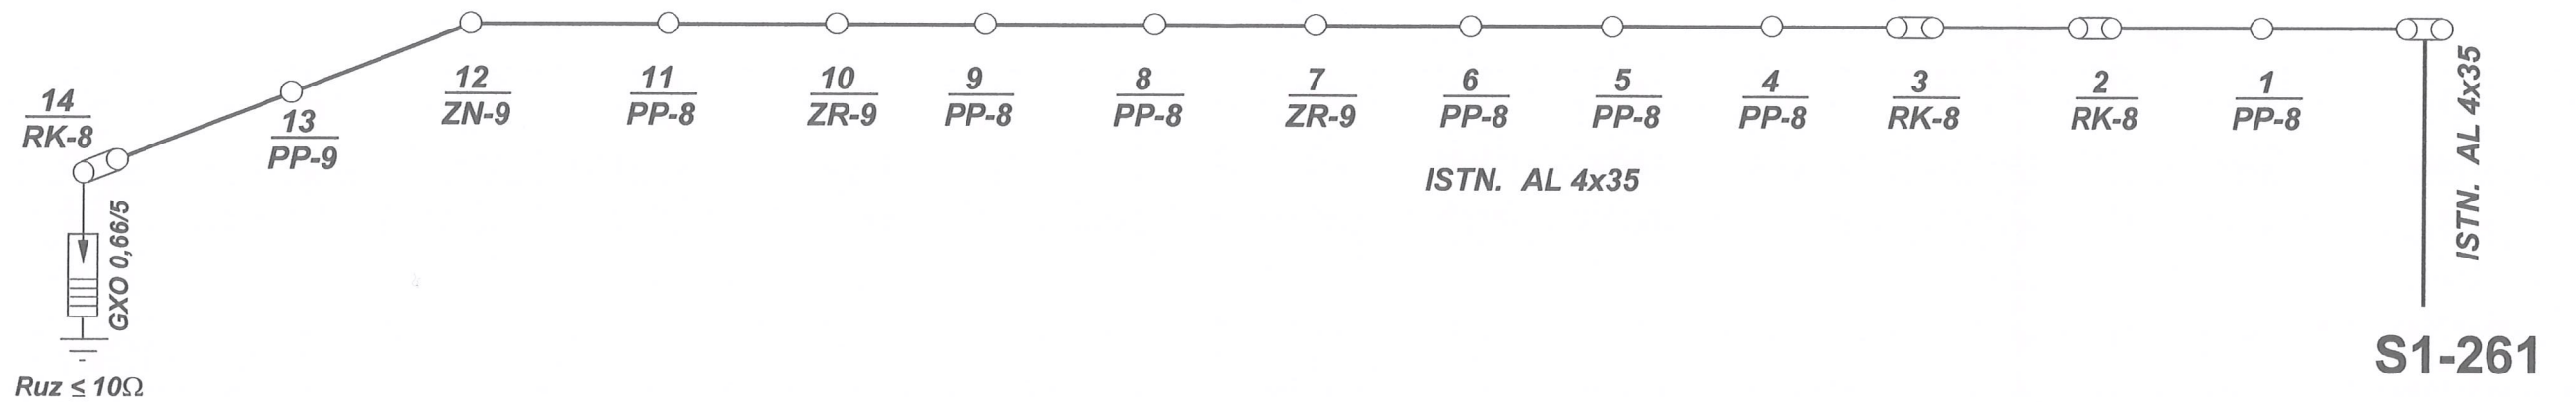 14
RK-8
13
PP-9
12
ZN-9
11
PP-8
10
ZR-9
9
PP-8
8
PP-8
7
ZR-9
6
PP-8
5
PP-8
4
PP-8
3
RK-8
2
RK-8
1
PP-8
ISTN. AL 4x35
ISTN. AL 4x35
GXO 0,66/5
Ruz ≤ 10Ω
S1-261